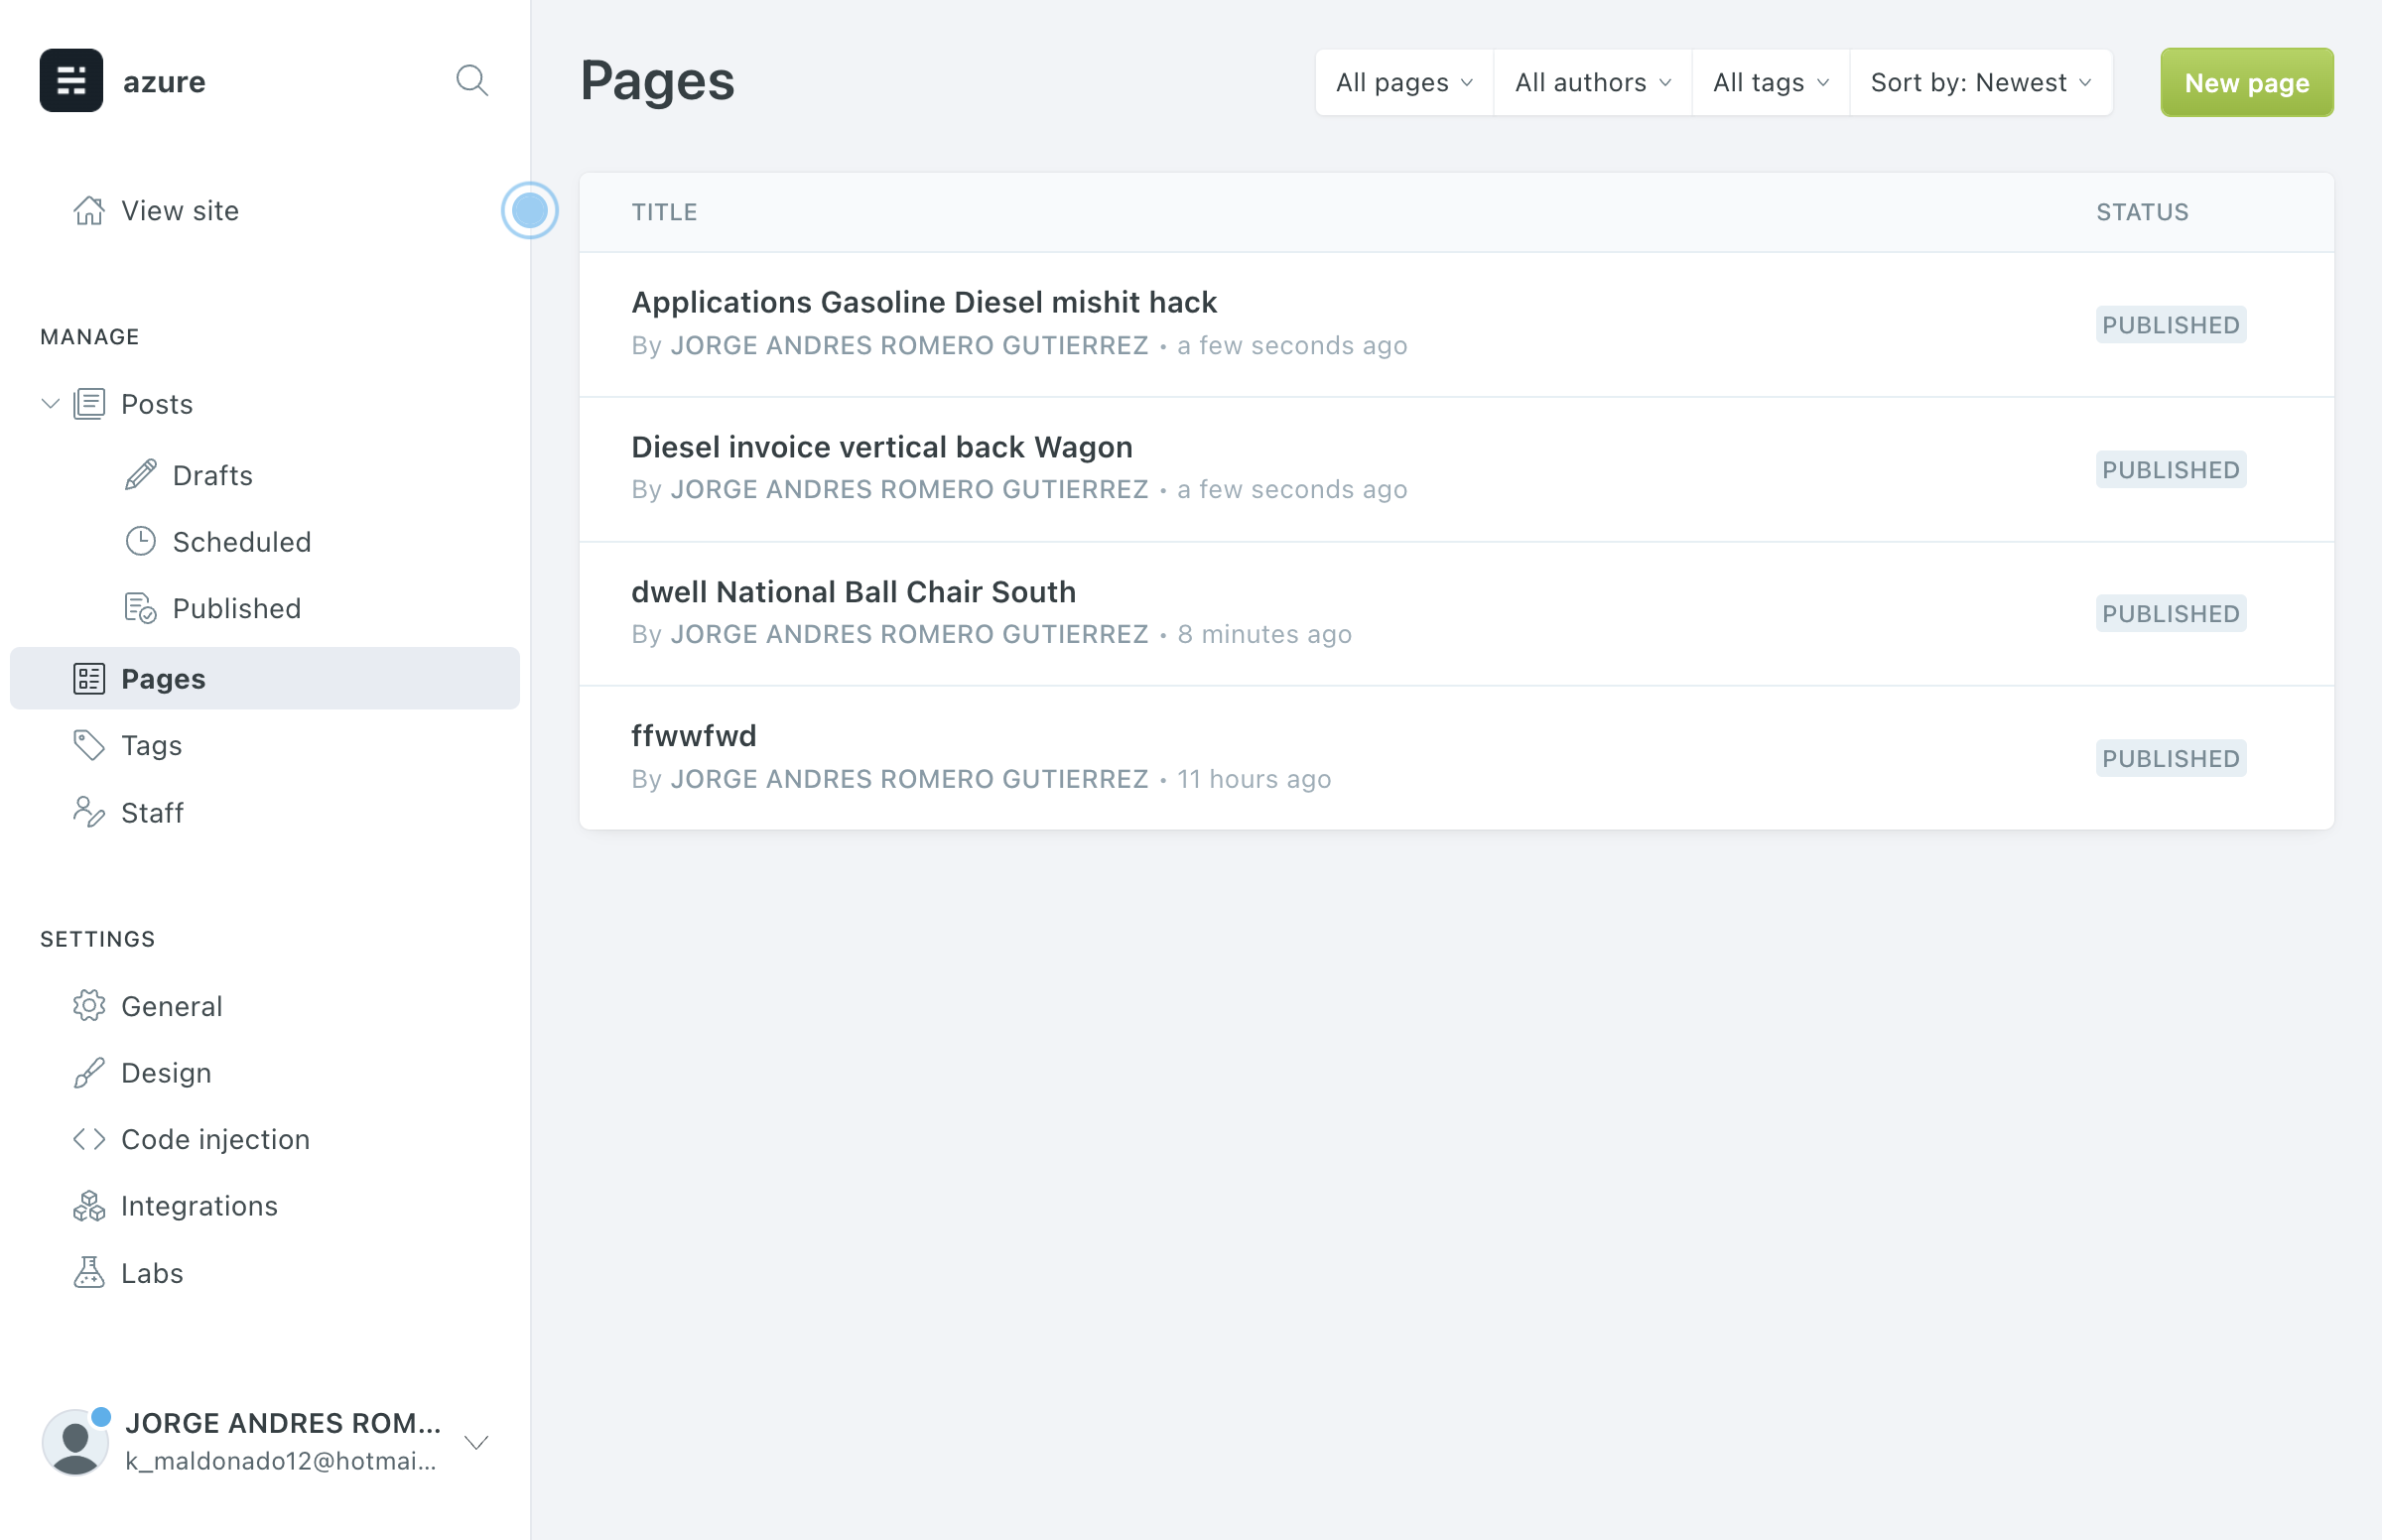 azure
View site
MANAGE
Posts
Drafts
Scheduled
Published
Pages
Tags
Staff
SETTINGS
General
Design
Code injection
Integrations
Labs
JORGE ANDRES ROM...
k_maldonado12@hotmai...
Pages
All pages
All authors
All tags
Sort by: Newest
New page
TITLE
STATUS
Applications Gasoline Diesel mishit hack
By JORGE ANDRES ROMERO GUTIERREZ • a few seconds ago
PUBLISHED
Diesel invoice vertical back Wagon
By JORGE ANDRES ROMERO GUTIERREZ • a few seconds ago
PUBLISHED
dwell National Ball Chair South
By JORGE ANDRES ROMERO GUTIERREZ • 8 minutes ago
PUBLISHED
ffwwfwd
By JORGE ANDRES ROMERO GUTIERREZ • 11 hours ago
PUBLISHED